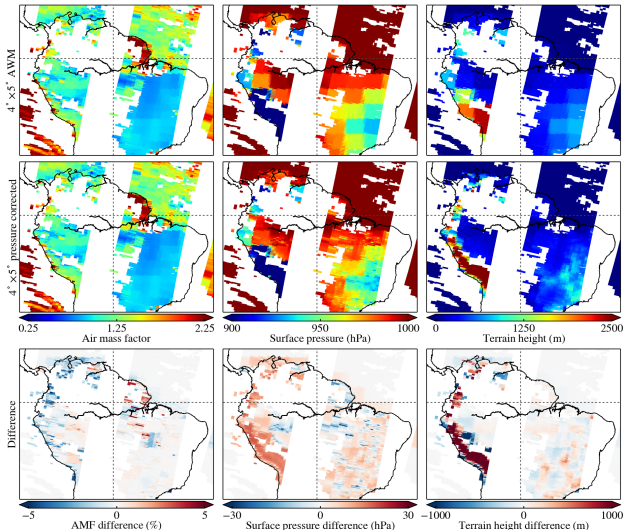 4° ×5° AWM
4° ×5° pressure corrected
0.25 1.25 2.25
Air mass factor
900 950 1000
Surface pressure (hPa)
0 1250 2500
Terrain height (m)
Difference
−5 0 5
AMF difference (%)
−30 0 30
Surface pressure difference (hPa)
−1000 0 1000
Terrain height difference (m)